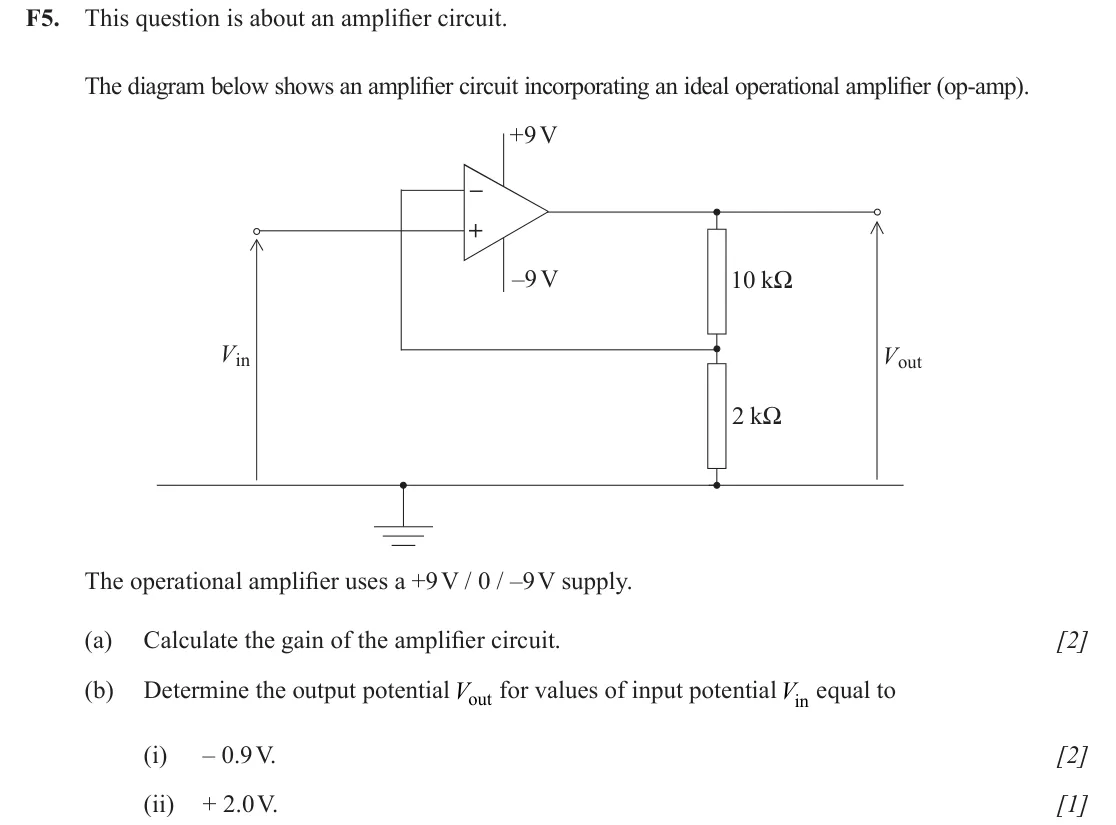 F5. This question is about an amplifier circuit.
The diagram below shows an amplifier circuit incorporating an ideal operational amplifier (op-amp).
+9 V
−
+
–9 V
10 kΩ
V_in
V_out
2 kΩ
The operational amplifier uses a +9 V / 0 / –9 V supply.
(a) Calculate the gain of the amplifier circuit. [2]
(b) Determine the output potential V_out for values of input potential V_in equal to
(i) – 0.9 V. [2]
(ii) + 2.0 V. [1]